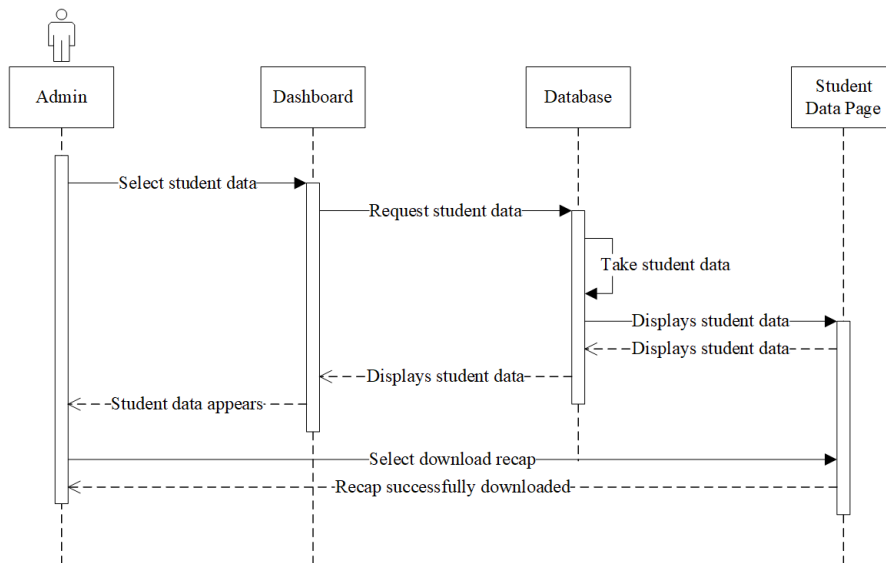 Admin
Dashboard
Database
Student
Data Page
Select student data
Request student data
Take student data
Displays student data
Displays student data
Displays student data
Student data appears
Select download recap
Recap successfully downloaded